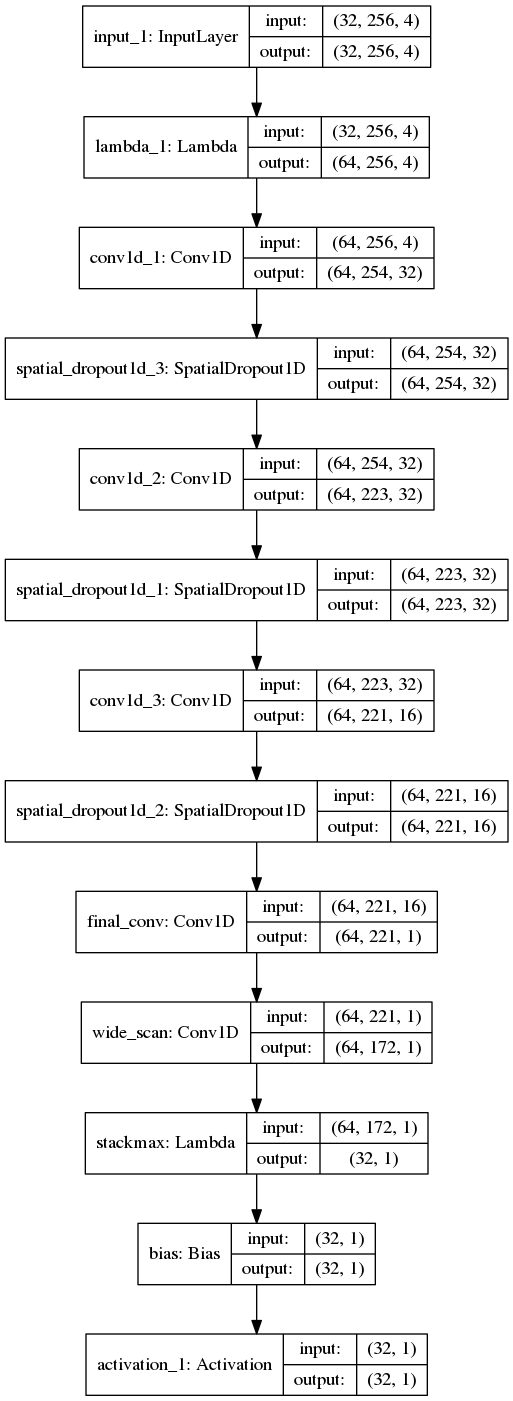 input_1: InputLayer
input: (32, 256, 4)
output: (32, 256, 4)
lambda_1: Lambda
input: (32, 256, 4)
output: (64, 256, 4)
conv1d_1: Conv1D
input: (64, 256, 4)
output: (64, 254, 32)
spatial_dropout1d_3: SpatialDropout1D
input: (64, 254, 32)
output: (64, 254, 32)
conv1d_2: Conv1D
input: (64, 254, 32)
output: (64, 223, 32)
spatial_dropout1d_1: SpatialDropout1D
input: (64, 223, 32)
output: (64, 223, 32)
conv1d_3: Conv1D
input: (64, 223, 32)
output: (64, 221, 16)
spatial_dropout1d_2: SpatialDropout1D
input: (64, 221, 16)
output: (64, 221, 16)
final_conv: Conv1D
input: (64, 221, 16)
output: (64, 221, 1)
wide_scan: Conv1D
input: (64, 221, 1)
output: (64, 172, 1)
stackmax: Lambda
input: (64, 172, 1)
output: (32, 1)
bias: Bias
input: (32, 1)
output: (32, 1)
activation_1: Activation
input: (32, 1)
output: (32, 1)